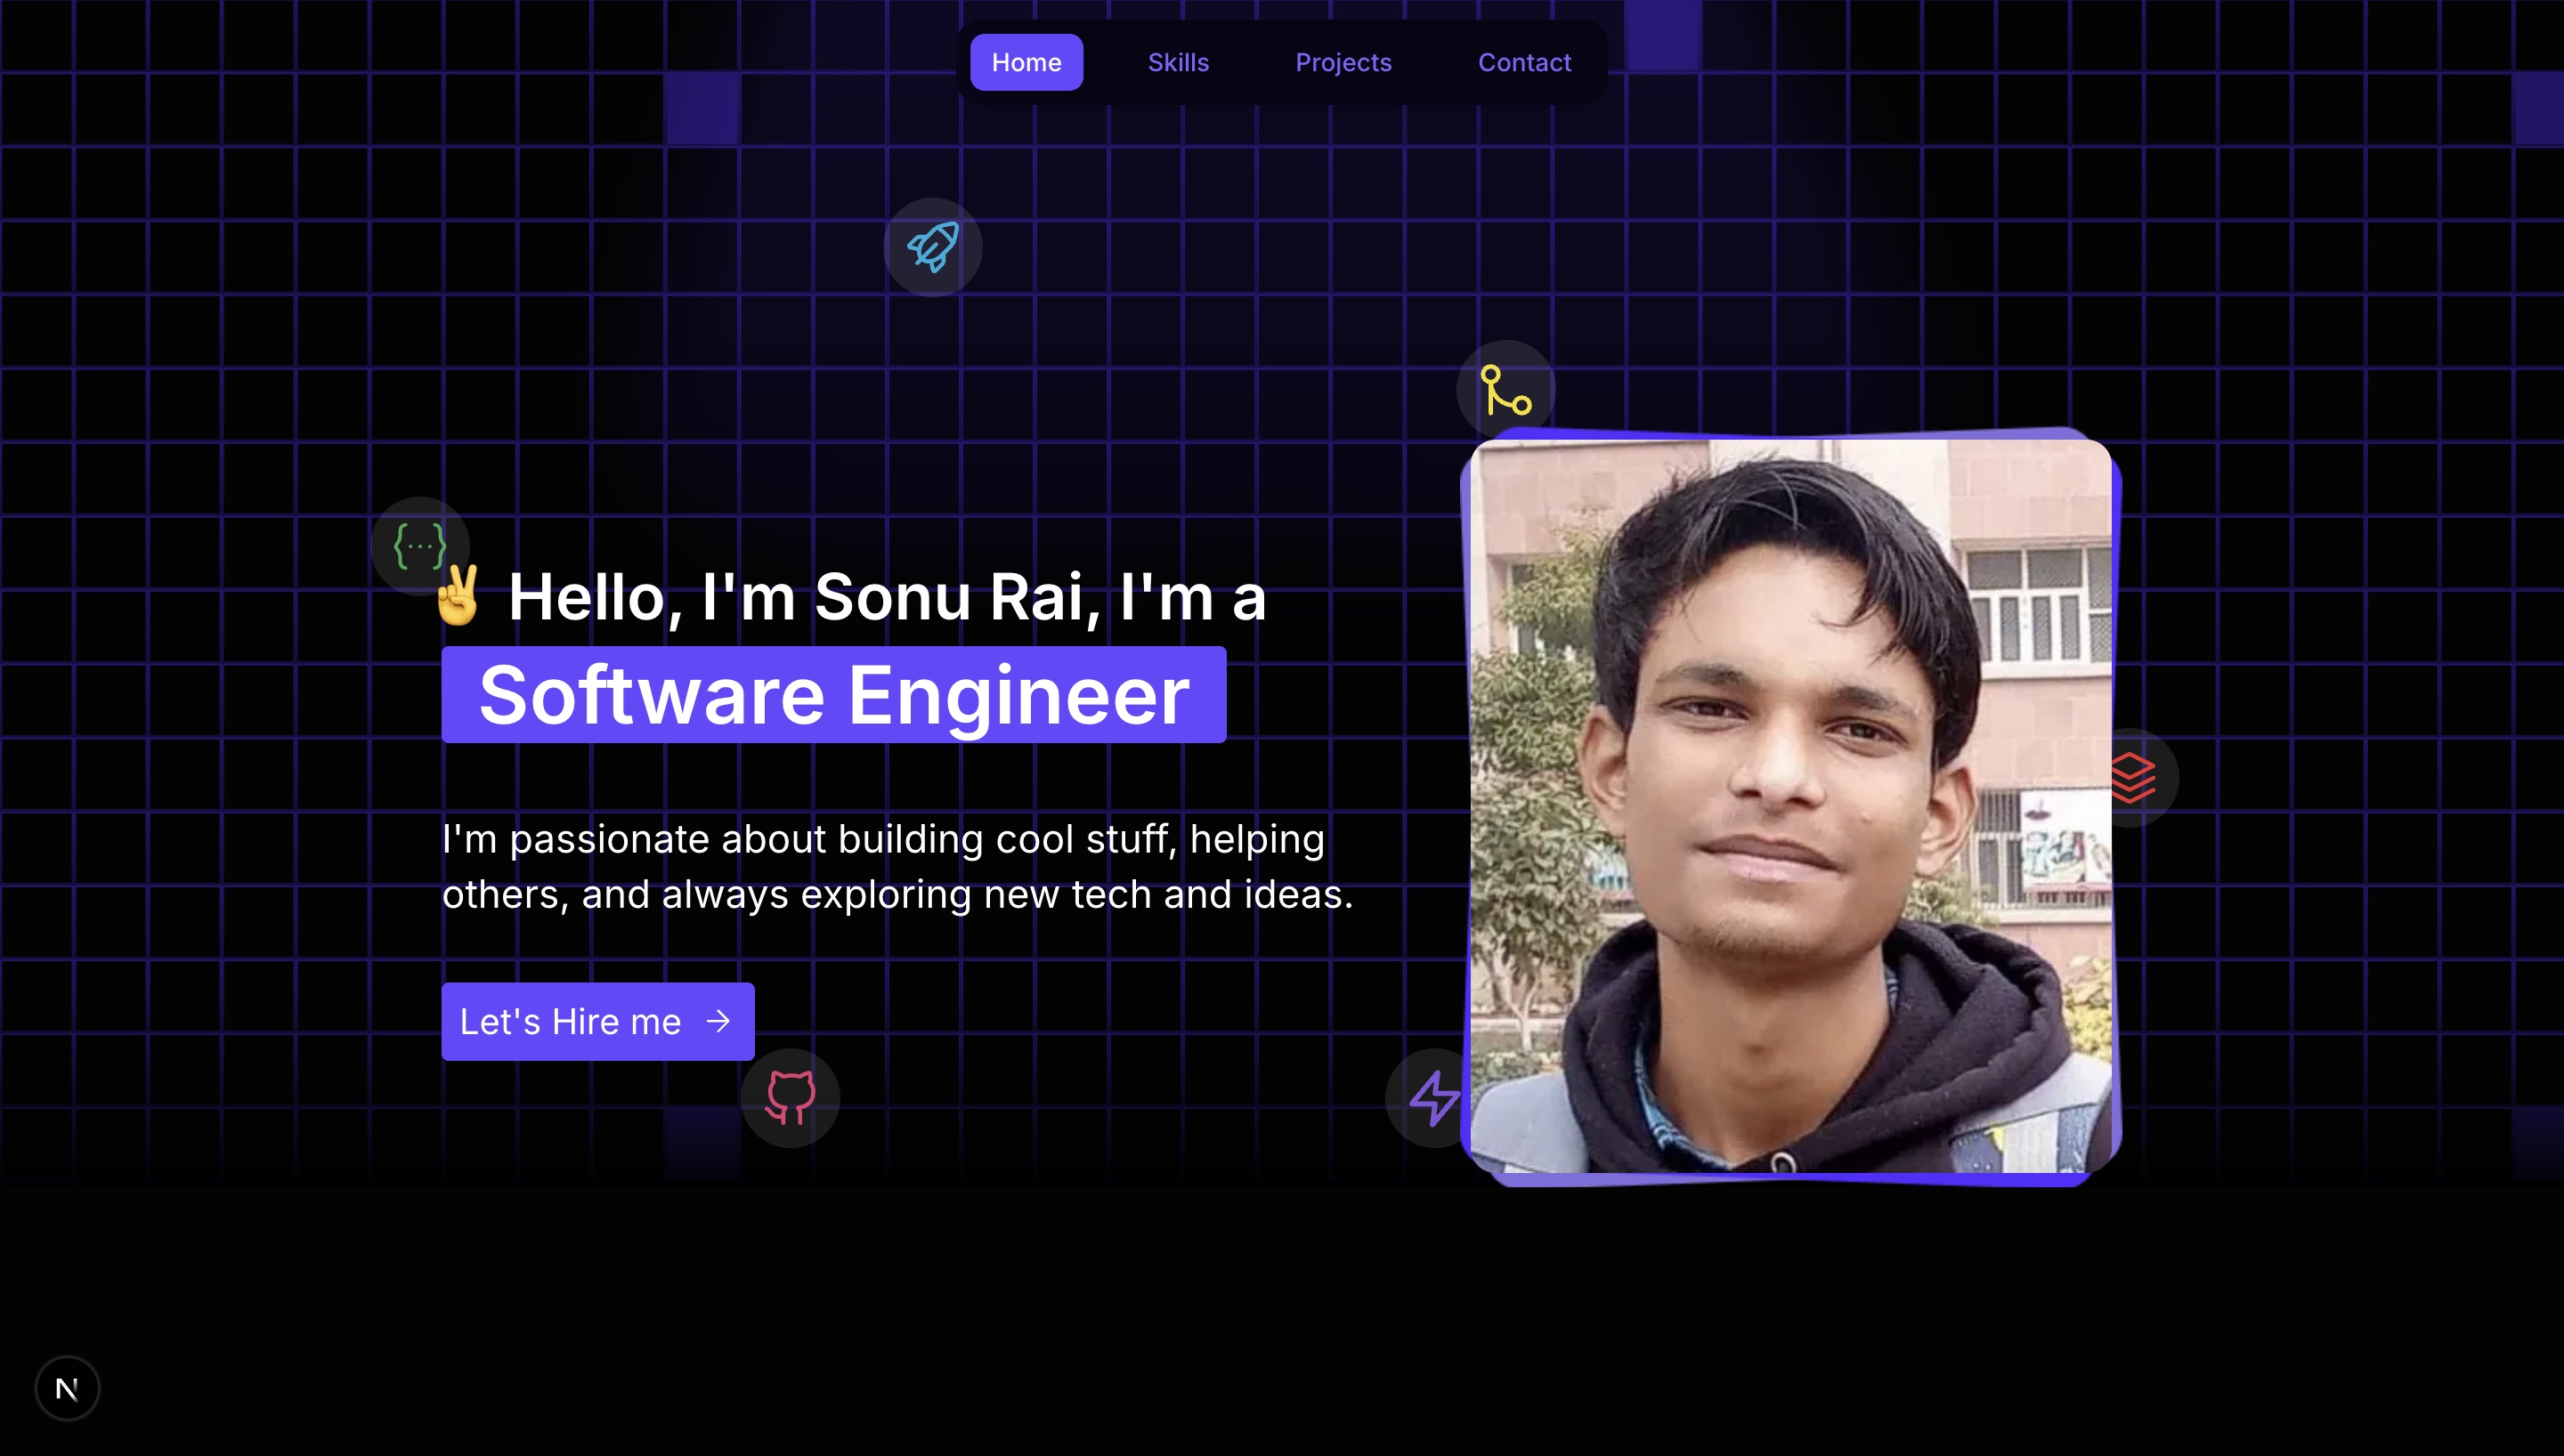 Home Skills Projects Contact
✌️ Hello, I'm Sonu Rai, I'm a
Software Engineer
I'm passionate about building cool stuff, helping
others, and always exploring new tech and ideas.
Let's Hire me →
N